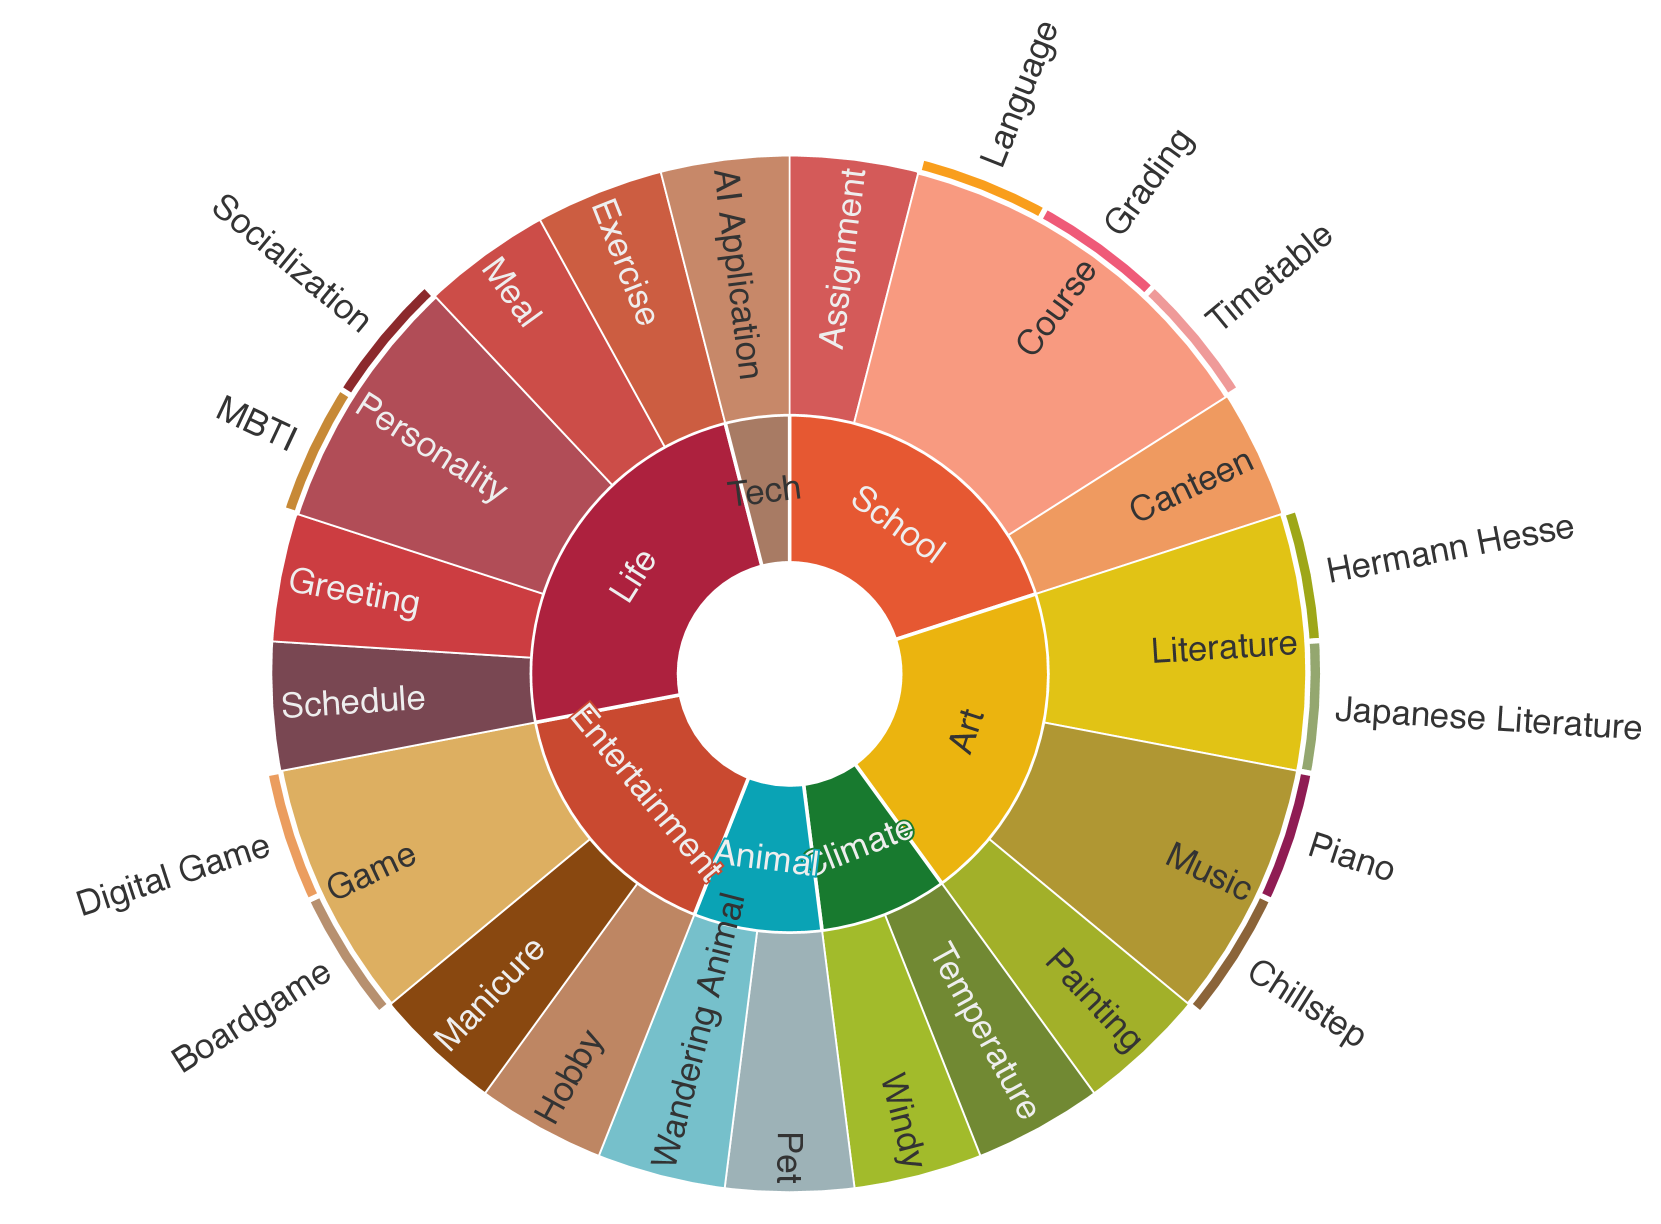 School
Assignment
Course
Language
Grading
Timetable
Canteen
Art
Literature
Hermann Hesse
Japanese Literature
Music
Piano
Chillstep
Painting
Climate
Temperature
Windy
Animal
Pet
Wandering Animal
Entertainment
Hobby
Manicure
Game
Boardgame
Digital Game
Life
Schedule
Greeting
Personality
MBTI
Socialization
Meal
Exercise
Tech
AI Application